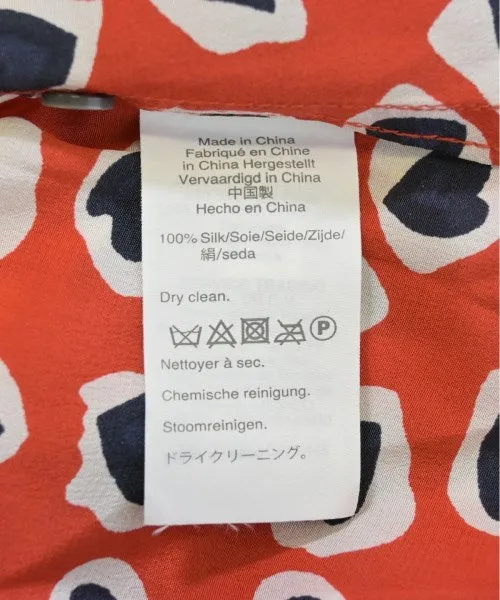 Made in China
Fabriqué en Chine
in China Hergestellt
Vervaardigd in China
中国製
Hecho en China
100% Silk/Soie/Seide/Zijde/
絹/seda
Dry clean.
P
Nettoyer à sec.
Chemische reinigung.
Stoomreinigen.
ドライクリーニング。